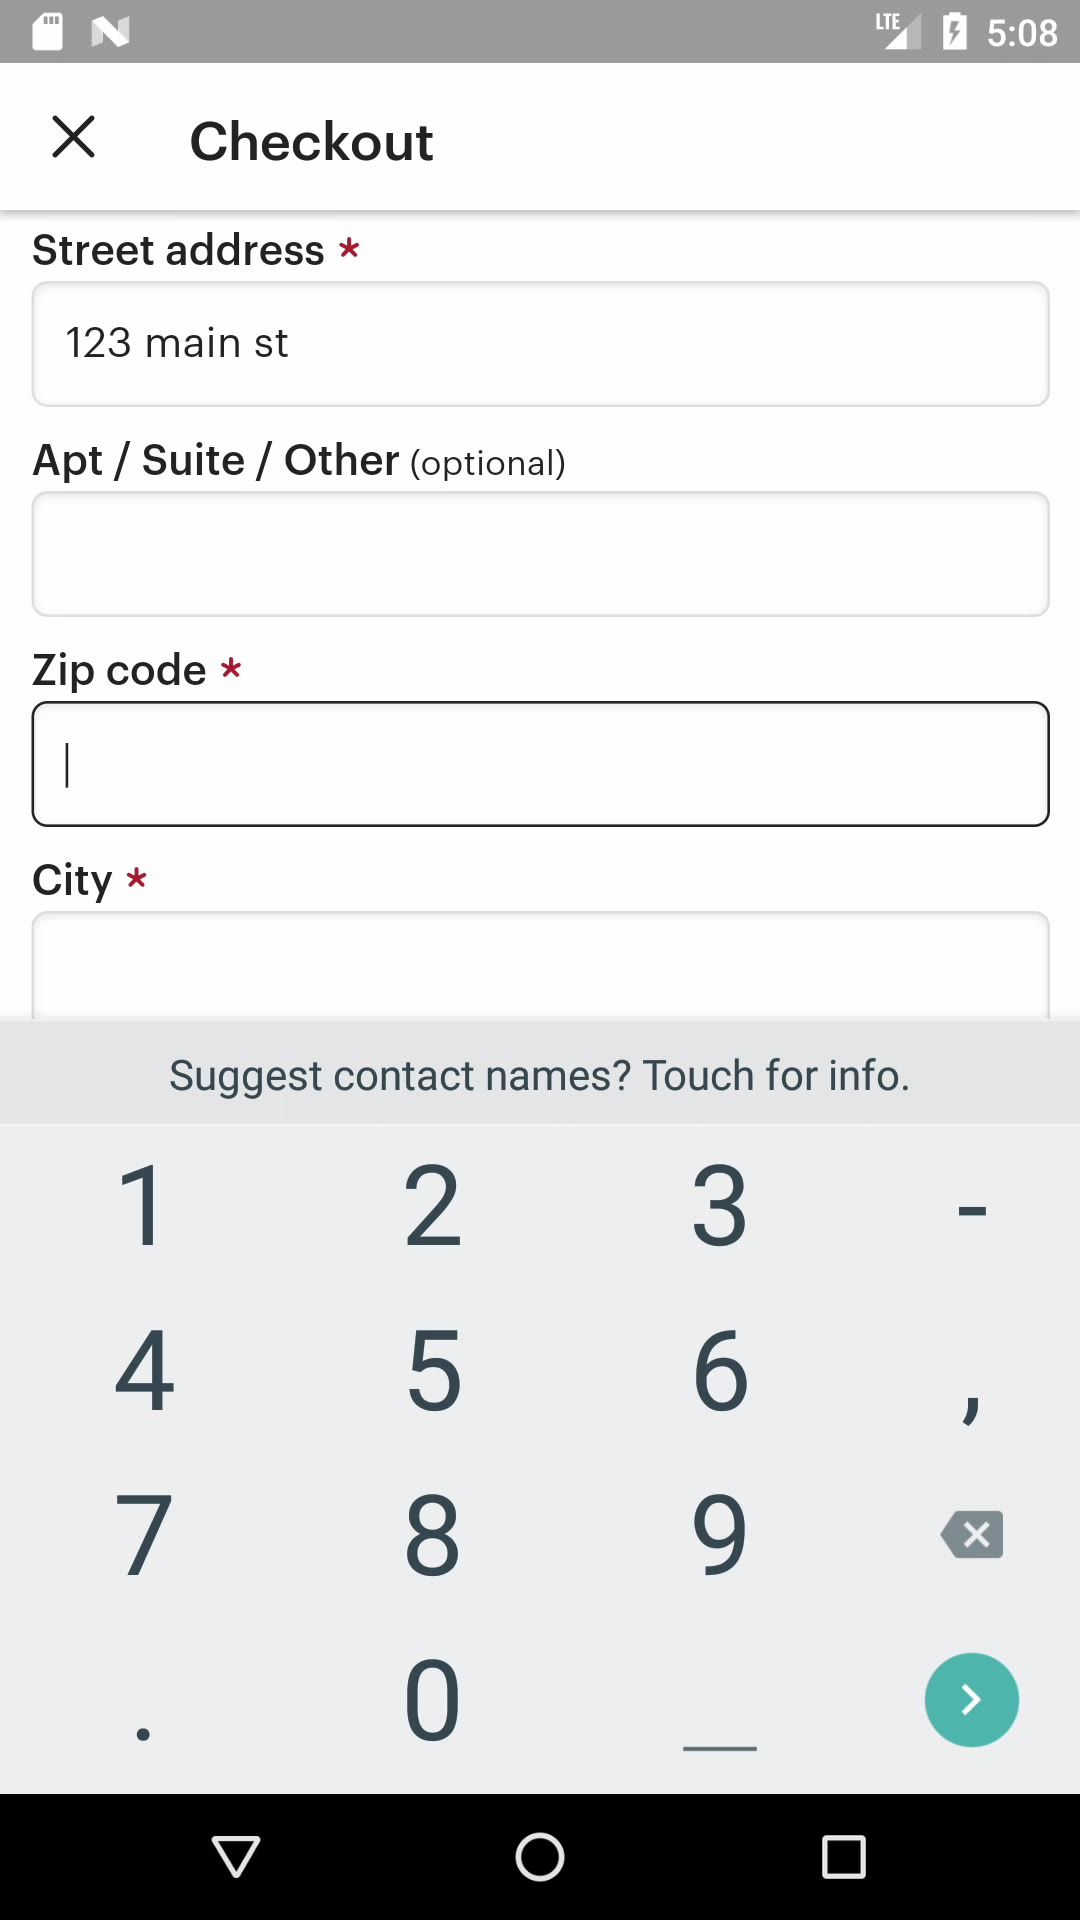 LTE 5:08
Checkout
Street address *
123 main st
Apt / Suite / Other (optional)
Zip code *
City *
Suggest contact names? Touch for info.
1 2 3 -
4 5 6 ,
7 8 9
. 0 _